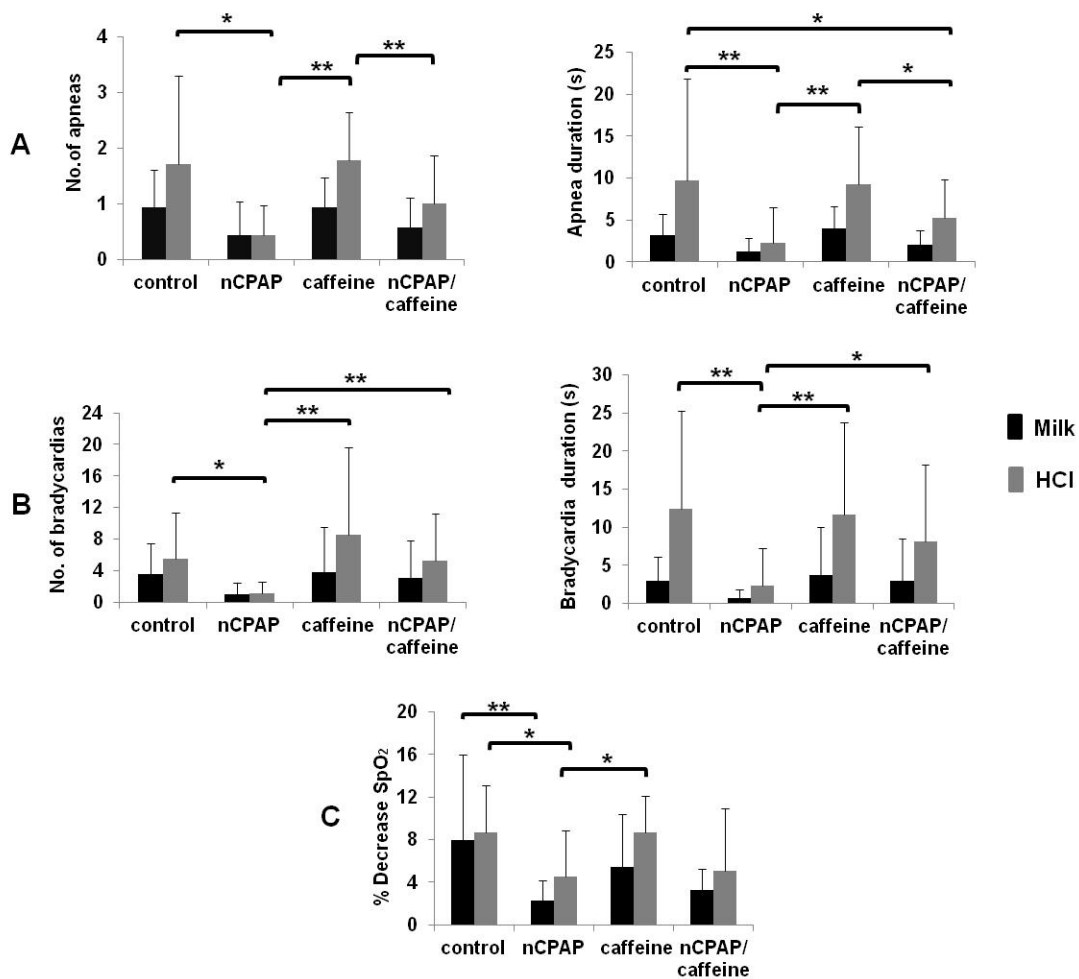 A
No.of apneas
4
3
2
1
0
*
**
**
control
nCPAP
caffeine
nCPAP/
caffeine
Apnea duration (s)
25
20
15
10
5
0
*
**
**
*
control
nCPAP
caffeine
nCPAP/
caffeine
B
No. of bradycardias
24
20
16
12
8
4
0
*
**
**
control
nCPAP
caffeine
nCPAP/
caffeine
Bradycardia duration (s)
30
25
20
15
10
5
0
**
**
*
control
nCPAP
caffeine
nCPAP/
caffeine
Milk
HCl
C
% Decrease SpO₂
20
16
12
8
4
0
**
*
*
control
nCPAP
caffeine
nCPAP/
caffeine